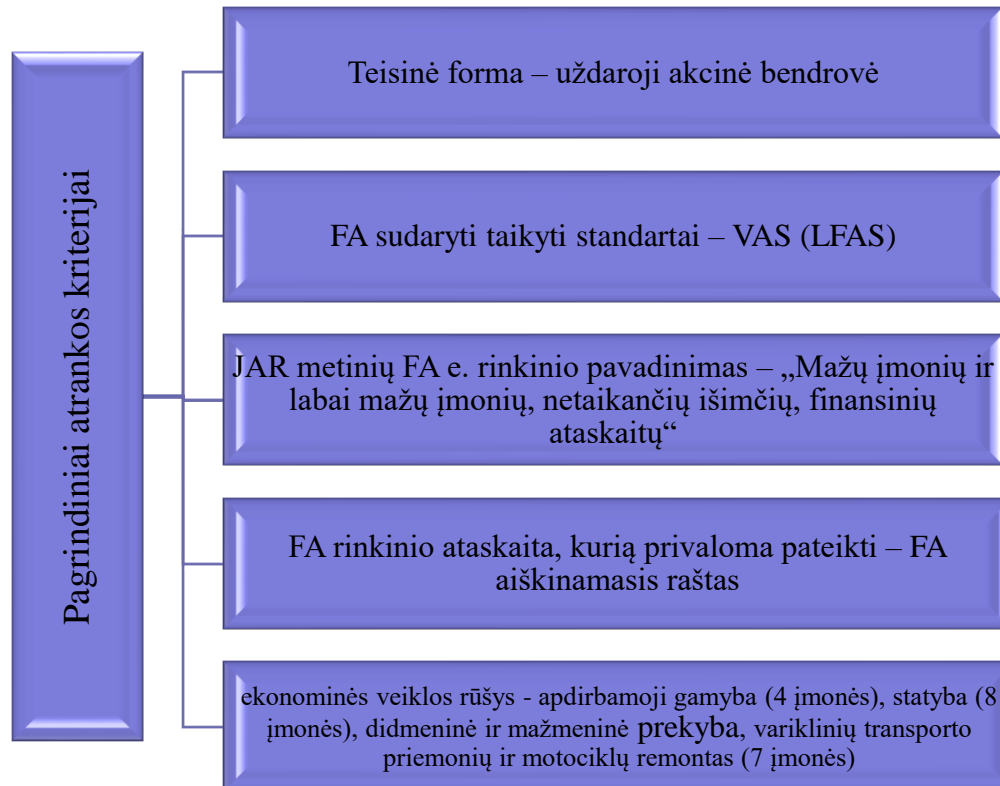 Pagrindiniai atrankos kriterijai
Teisinė forma – uždaroji akcinė bendrovė
FA sudaryti taikyti standartai – VAS (LFAS)
JAR metinių FA e. rinkinio pavadinimas – „Mažų įmonių ir
labai mažų įmonių, netaikančių išimčių, finansinių
ataskaitų“
FA rinkinio ataskaita, kurią privaloma pateikti – FA
aiškinamasis raštas
ekonominės veiklos rūšys - apdirbamoji gamyba (4 įmonės), statyba (8
įmonės), didmeninė ir mažmeninė prekyba, variklinių transporto
priemonių ir motociklų remontas (7 įmonės)